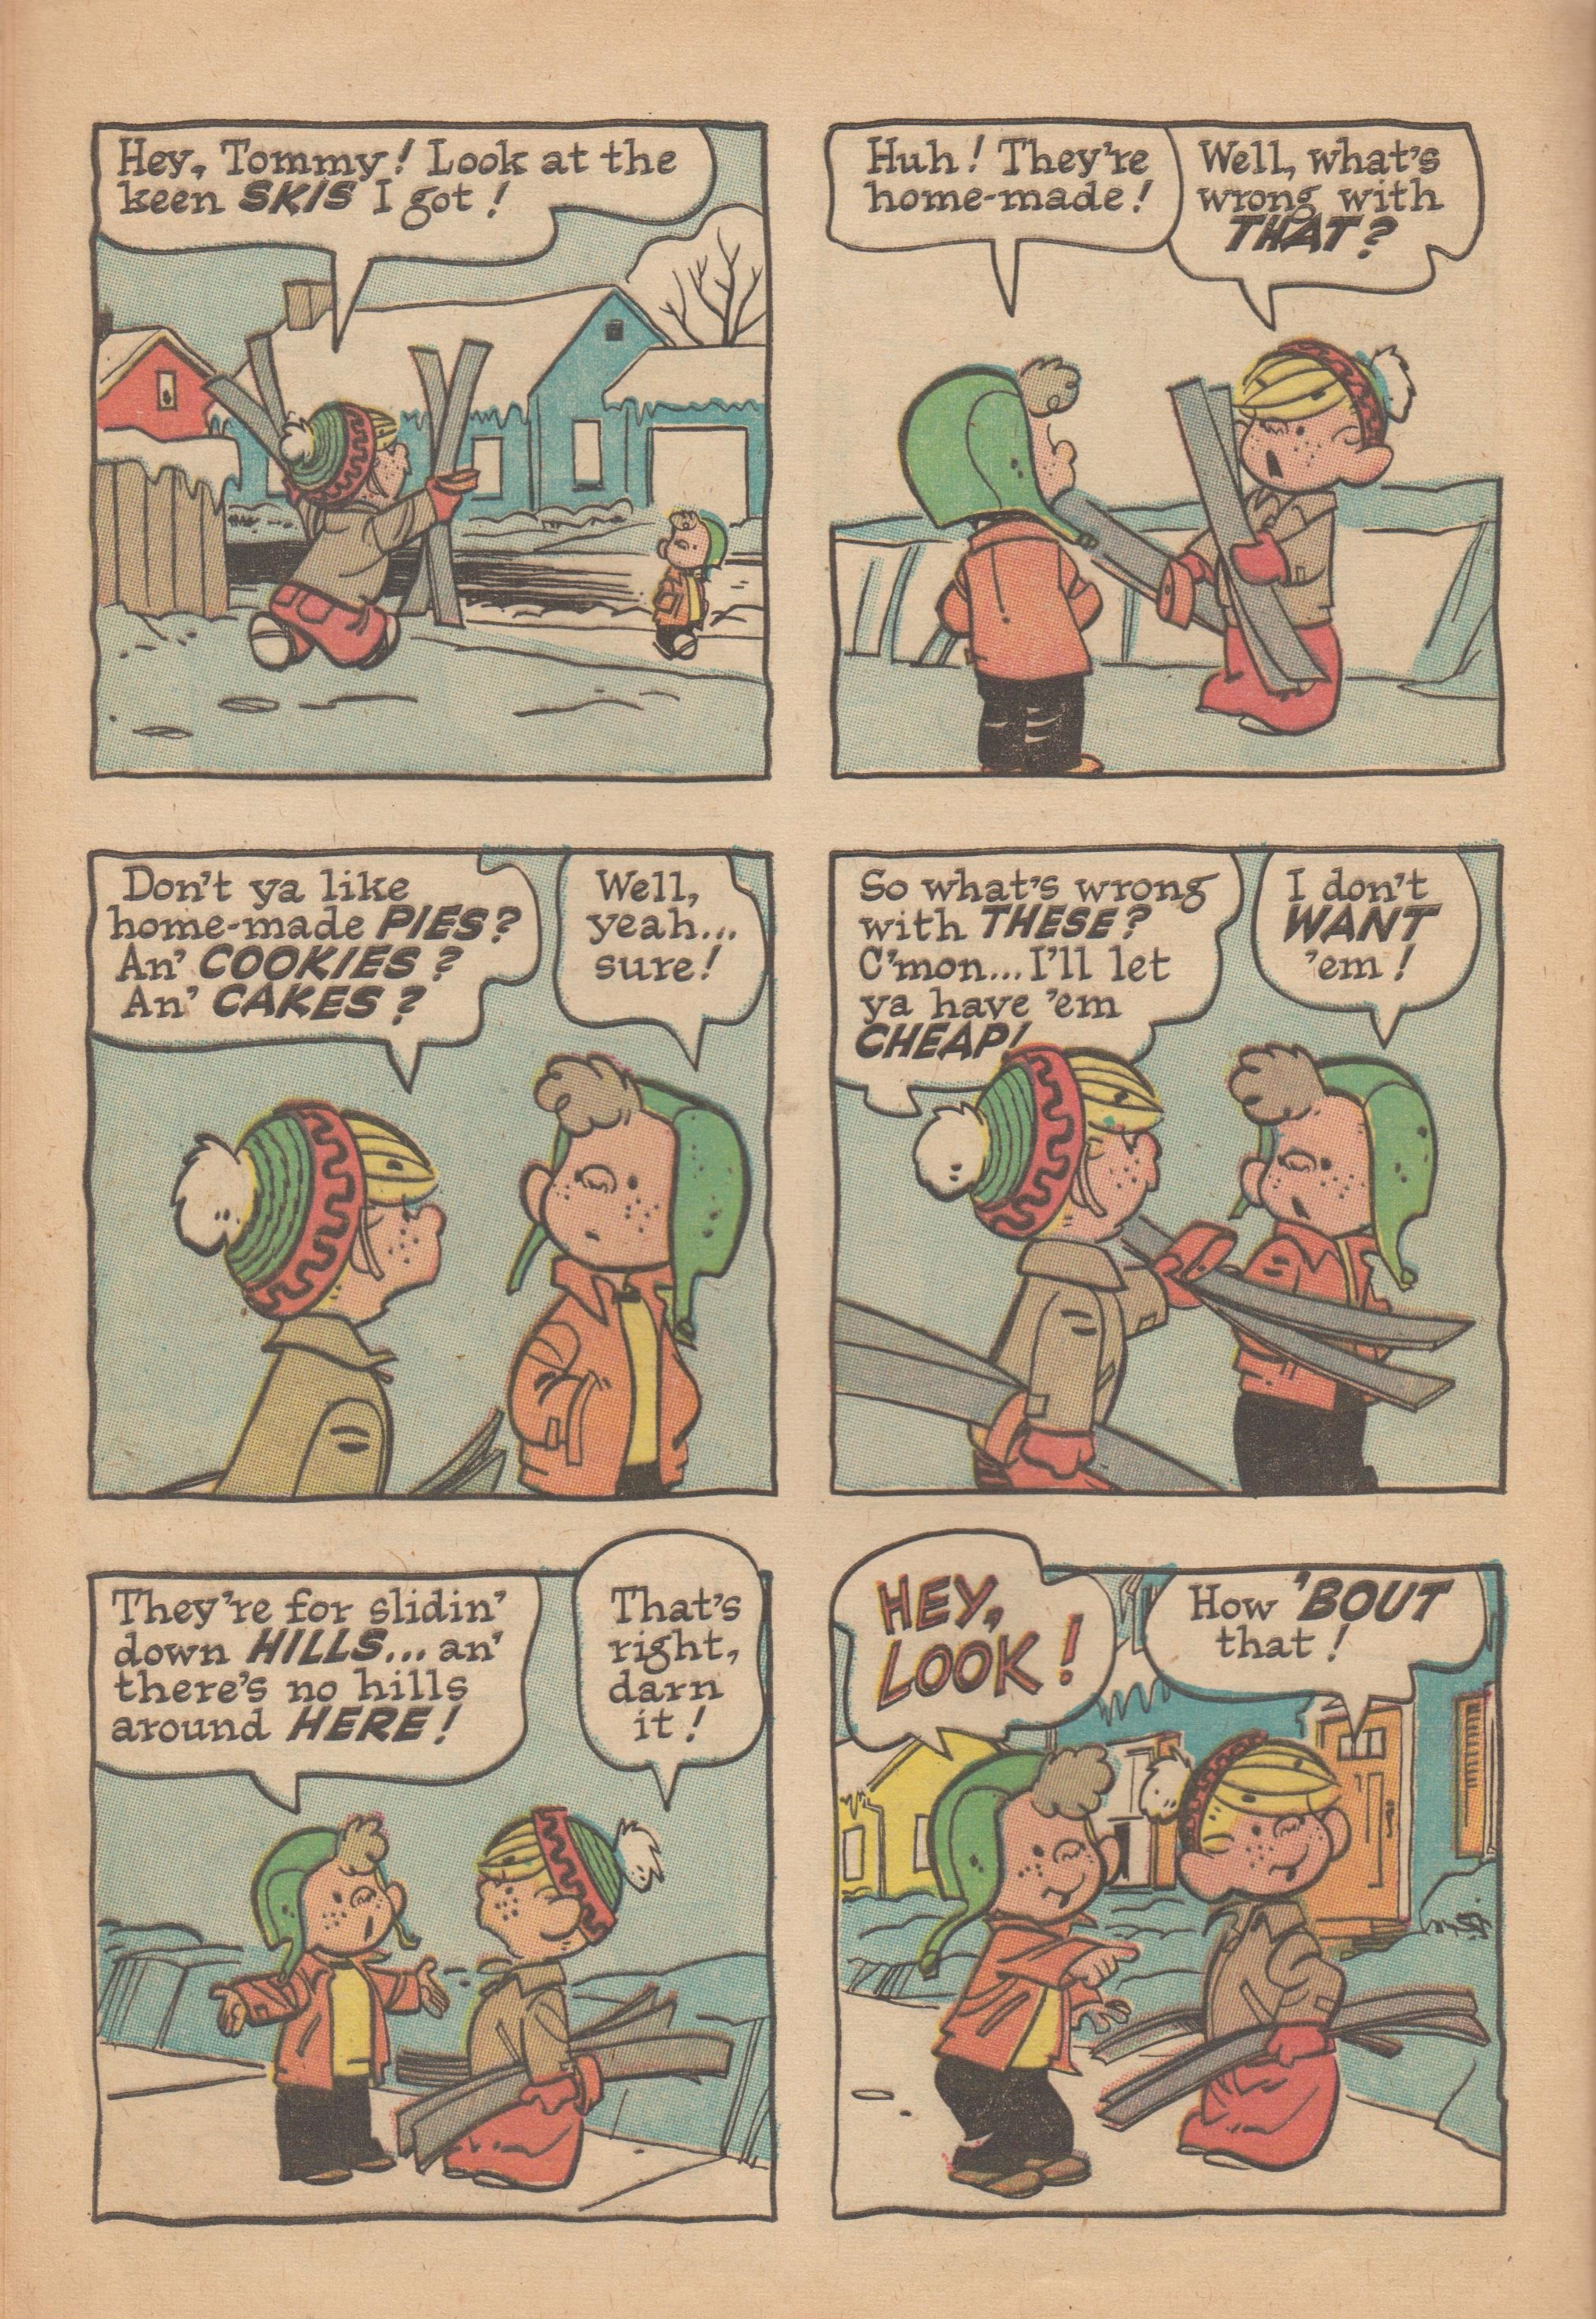 Hey, Tommy! Look at the
keen SKIS I got!
Huh! They're
home-made!
Well, what's
wrong with
THAT?
Don't ya like
home-made PIES?
An' COOKIES?
An' CAKES?
Well,
yeah...
sure!
So what's wrong
with THESE?
C'mon...I'll let
ya have 'em
CHEAP!
I don't
WANT
'em!
They're for slidin'
down HILLS... an'
there's no hills
around HERE!
That's
right,
darn
it!
HEY,
LOOK!
How 'BOUT
that!